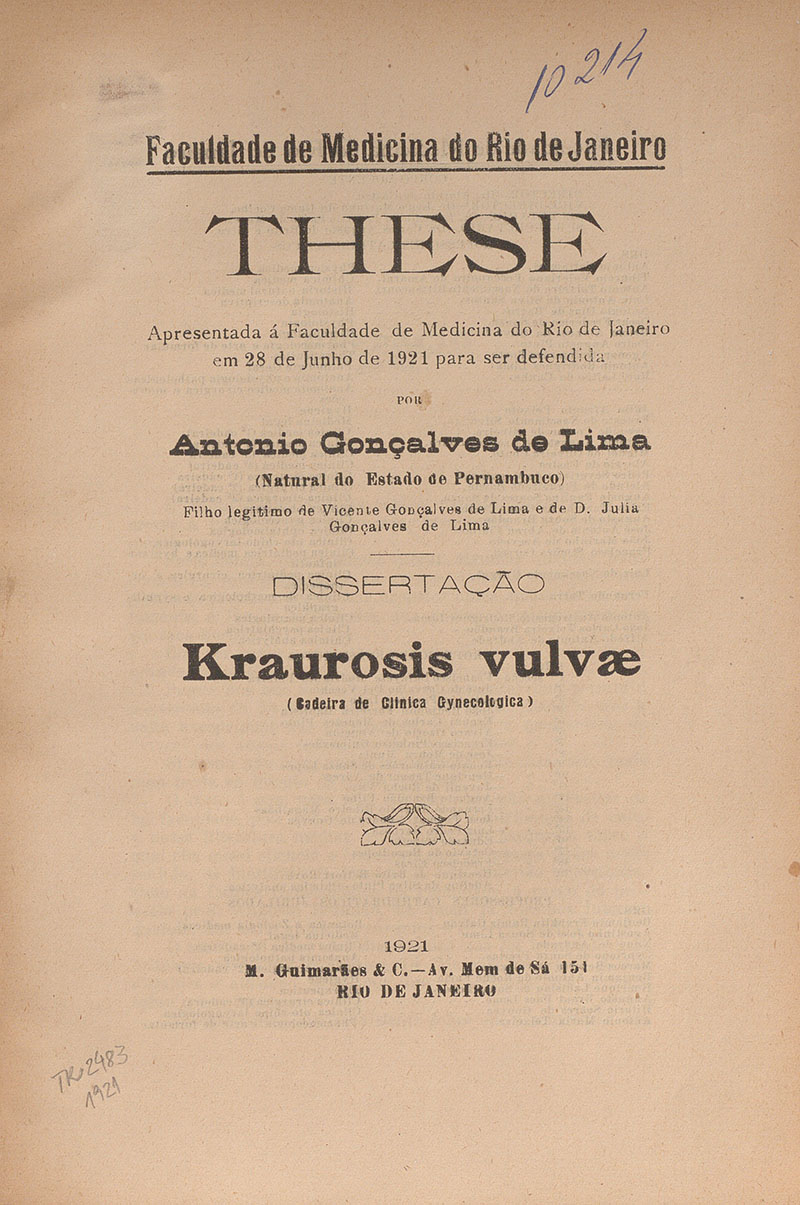 10214
Faculdade de Medicina do Rio de Janeiro
THESE
Apresentada á Faculdade de Medicina do Rio de Janeiro
em 28 de Junho de 1921 para ser defendida
POR
Antonio Gonçalves de Lima
(Natural do Estado de Pernambuco)
Filho legitimo de Vicente Gonçalves de Lima e de D. Julia
Gonçalves de Lima
DISSERTAÇÃO
Kraurosis vulvæ
(Cadeira de Clinica Gynecologica)
1921
M. Guimarães & C.—Av. Mem de Sá 151
RIO DE JANEIRO
2483
1921